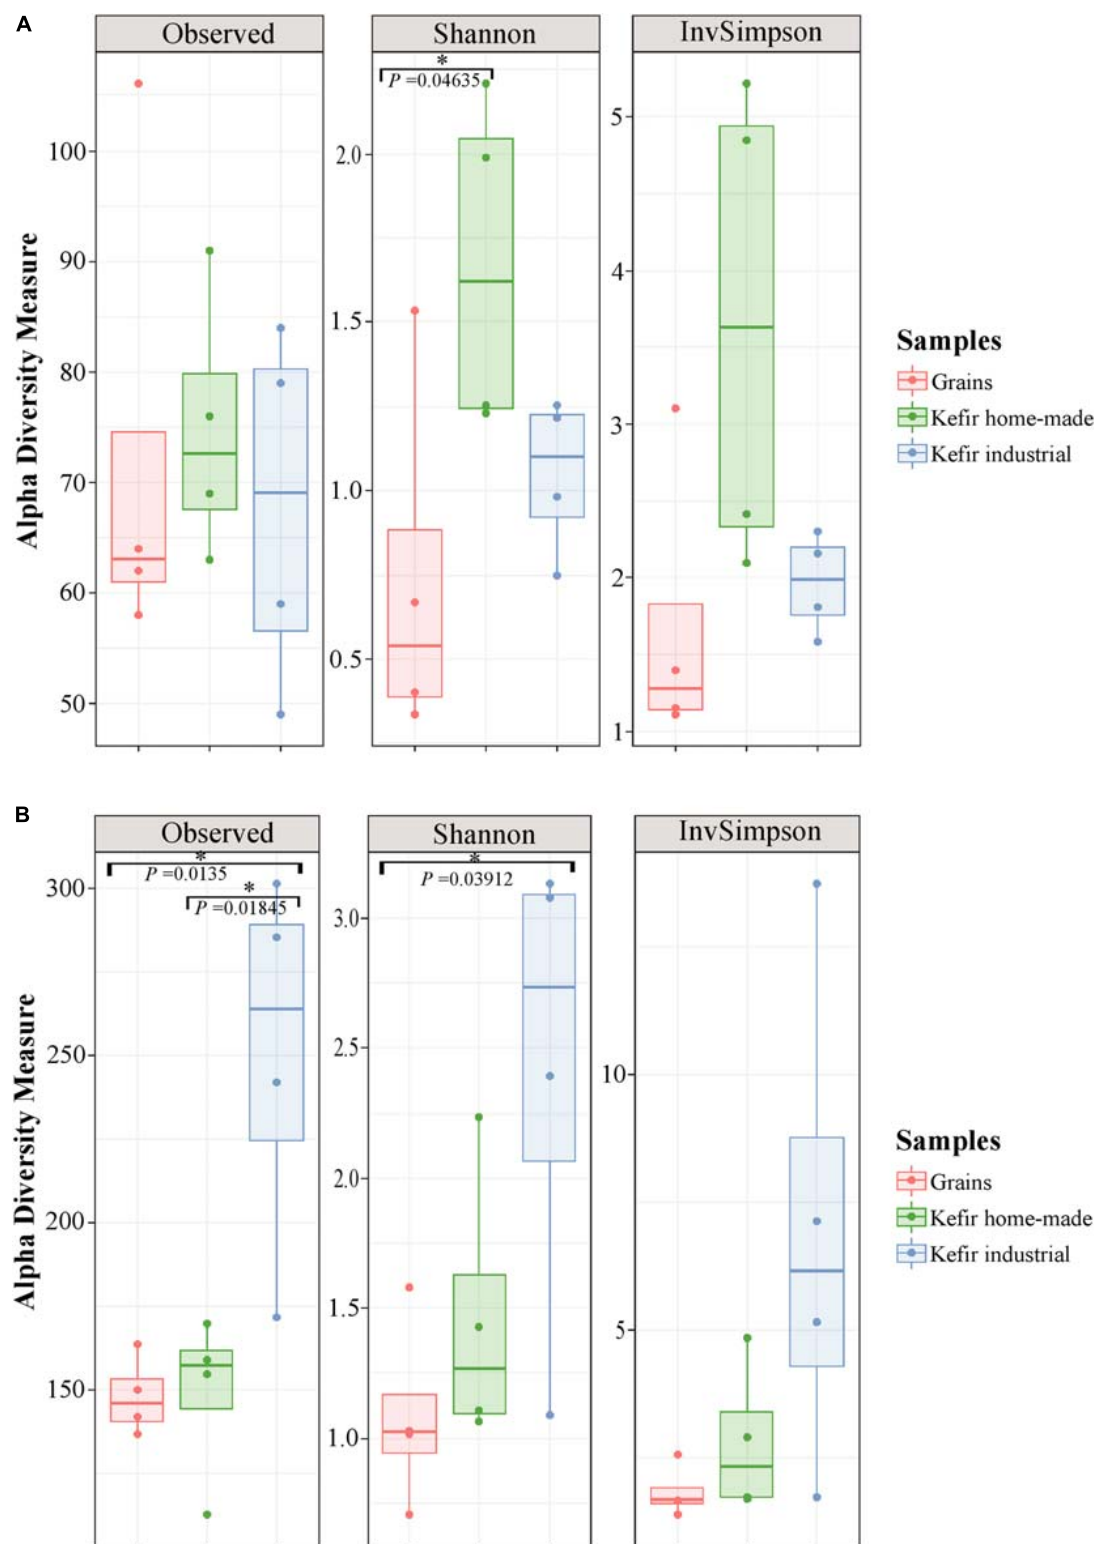 A
Observed
Shannon
InvSimpson
*
P =0.04635
100
90
80
70
60
50
2.0
1.5
1.0
0.5
5
4
3
2
1
Alpha Diversity Measure
Samples
Grains
Kefir home-made
Kefir industrial
B
Observed
Shannon
InvSimpson
*
P =0.0135
*
P =0.01845
*
P =0.03912
300
250
200
150
3.0
2.5
2.0
1.5
1.0
10
5
Alpha Diversity Measure
Samples
Grains
Kefir home-made
Kefir industrial